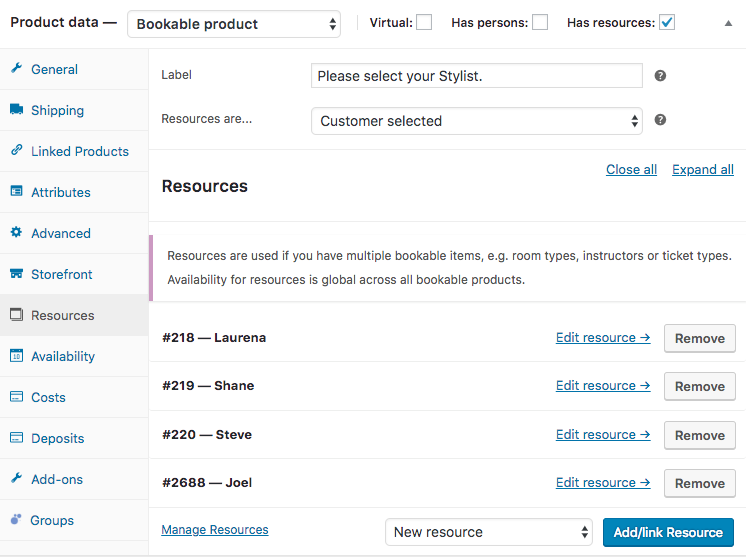 Product data — Bookable product Virtual: Has persons: Has resources:
General
Shipping
Linked Products
Attributes
Advanced
Storefront
Resources
Availability
Costs
Deposits
Add-ons
Groups
Label Please select your Stylist. ?
Resources are... Customer selected ?
Close all Expand all
Resources
Resources are used if you have multiple bookable items, e.g. room types, instructors or ticket types.
Availability for resources is global across all bookable products.
#218 — Laurena Edit resource → Remove
#219 — Shane Edit resource → Remove
#220 — Steve Edit resource → Remove
#2688 — Joel Edit resource → Remove
Manage Resources New resource Add/link Resource